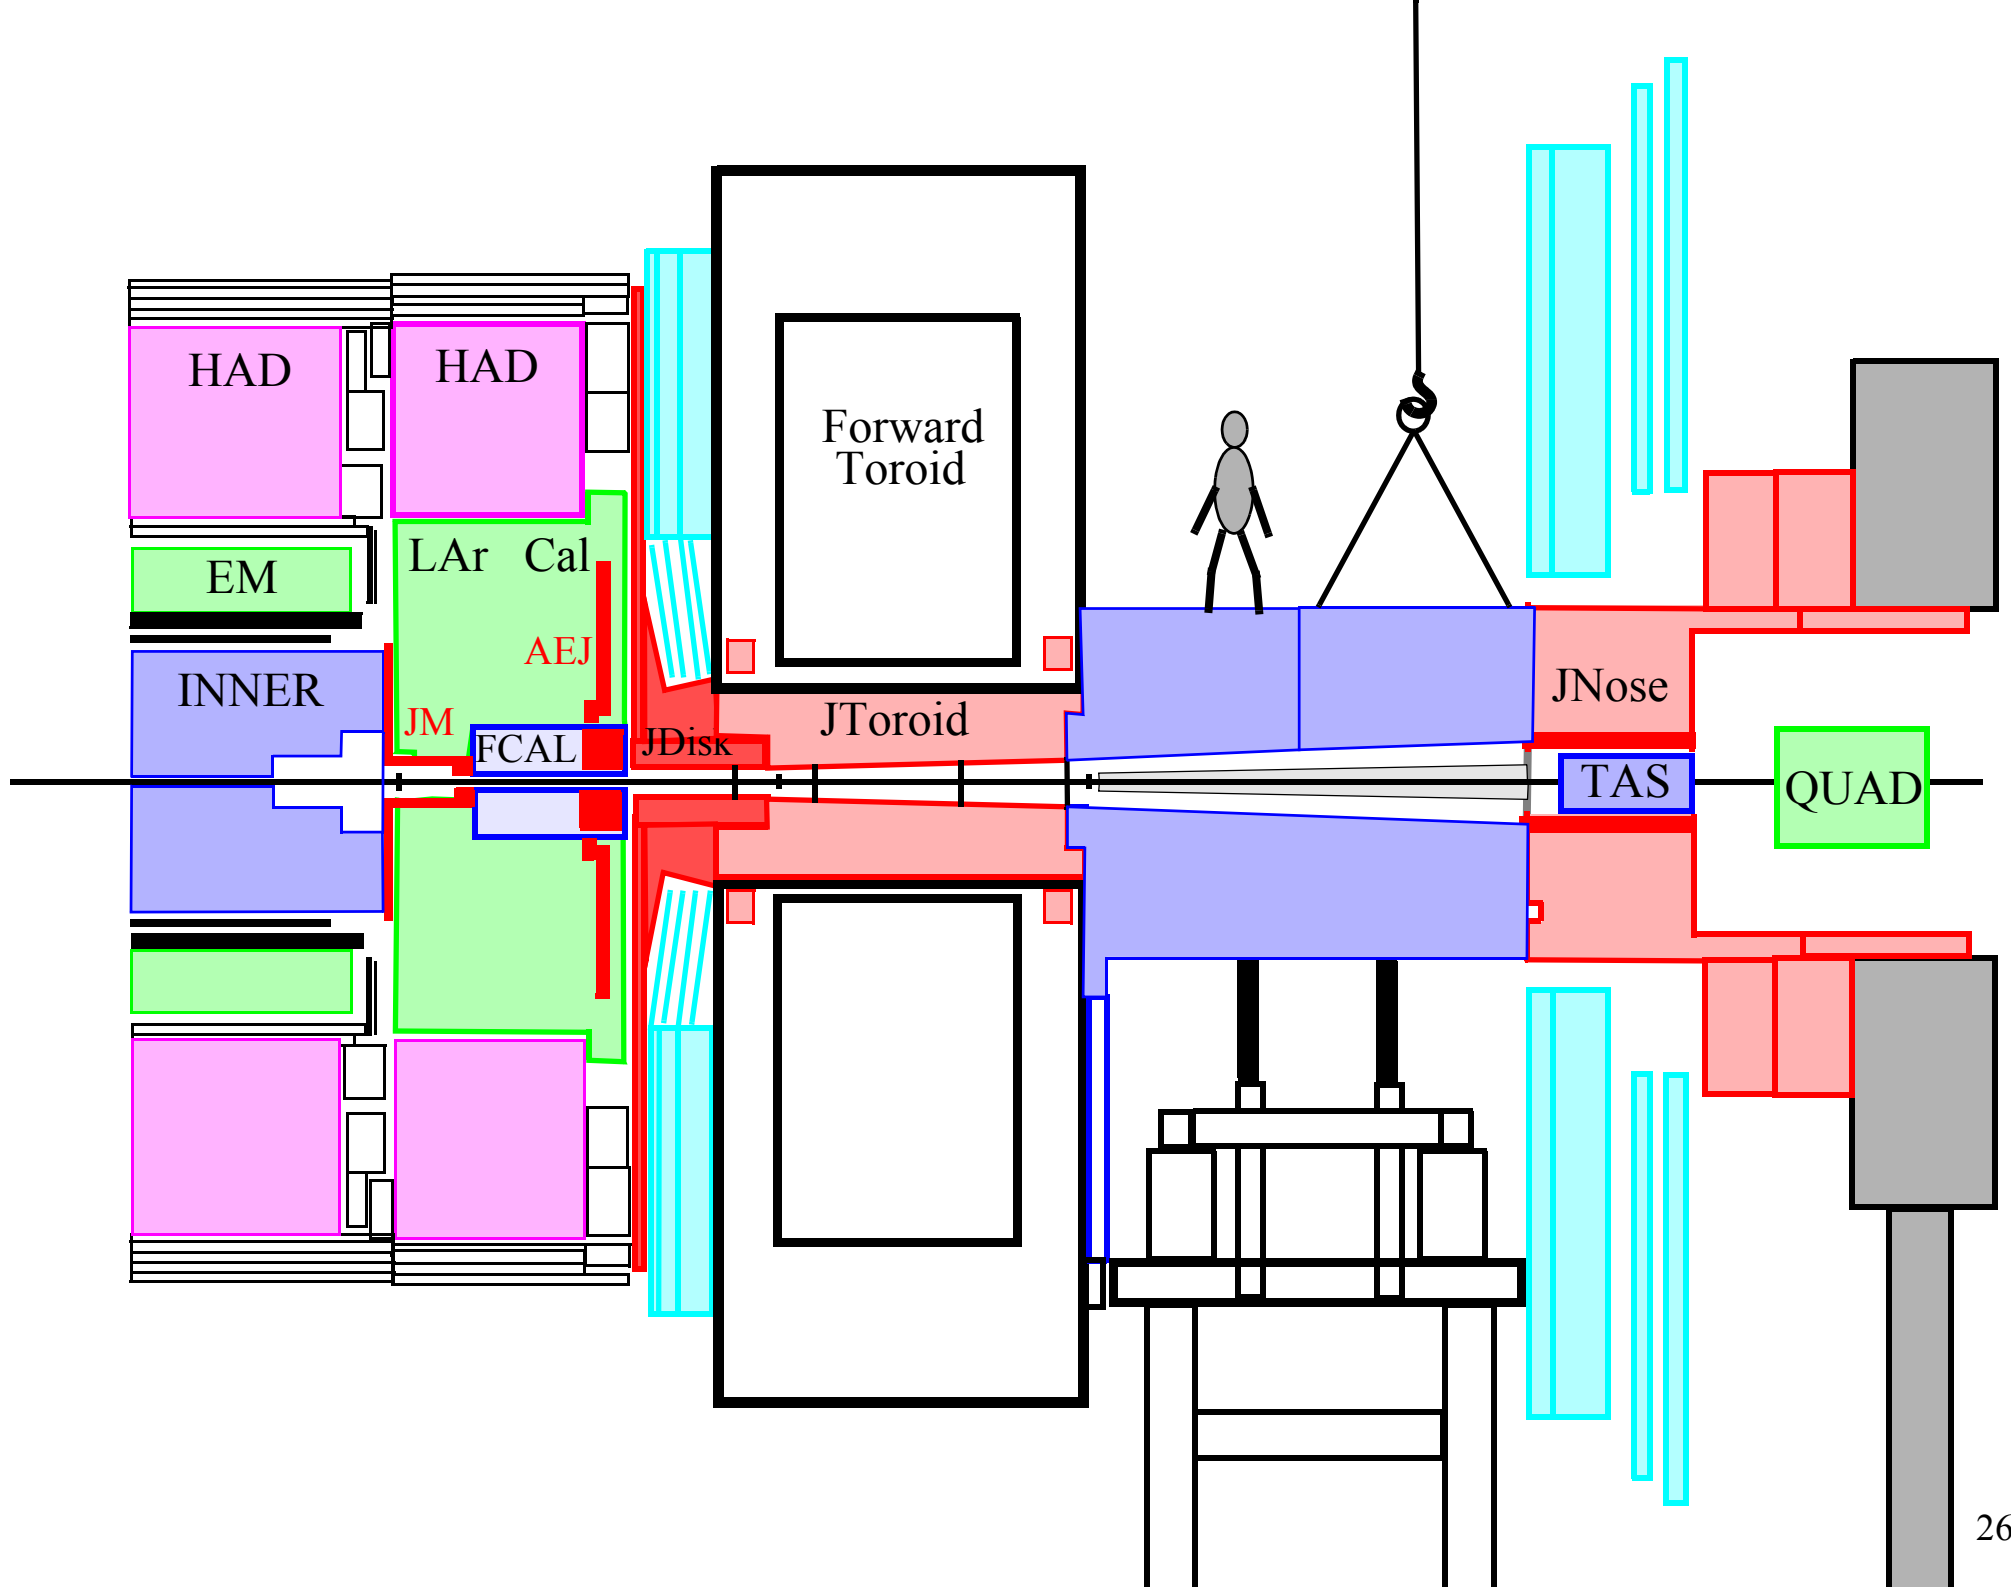 HAD
HAD
Forward
Toroid
LAr Cal
EM
AEJ
INNER
JM
JNose
JToroid
FCAL
JDisk
TAS
QUAD
26